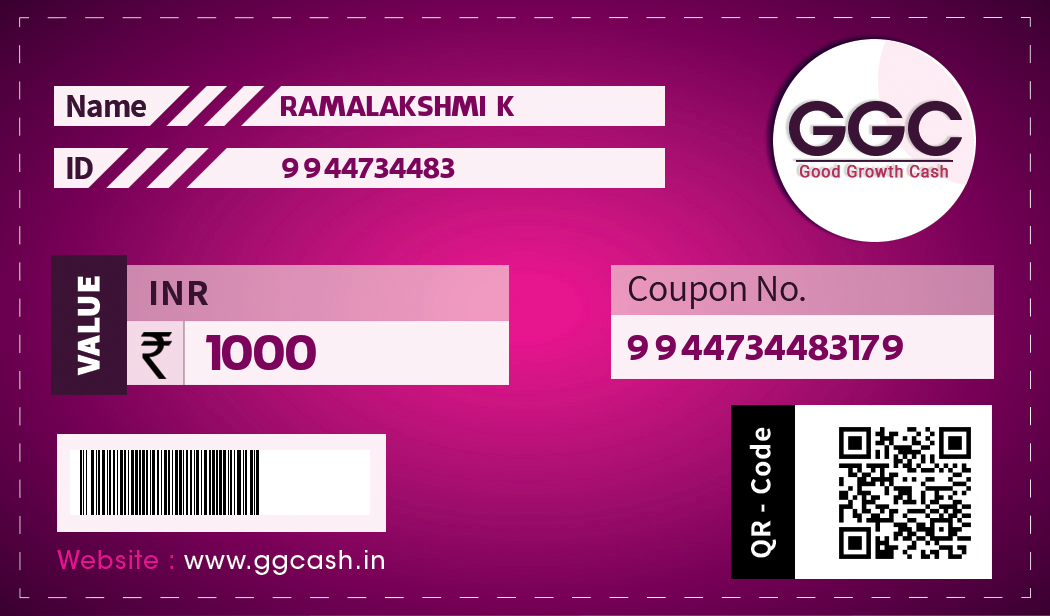 Name RAMALAKSHMI K
ID 9944734483
GGC
Good Growth Cash
VALUE
INR
₹ 1000
Coupon No.
9944734483179
QR - Code
Website : www.ggcash.in